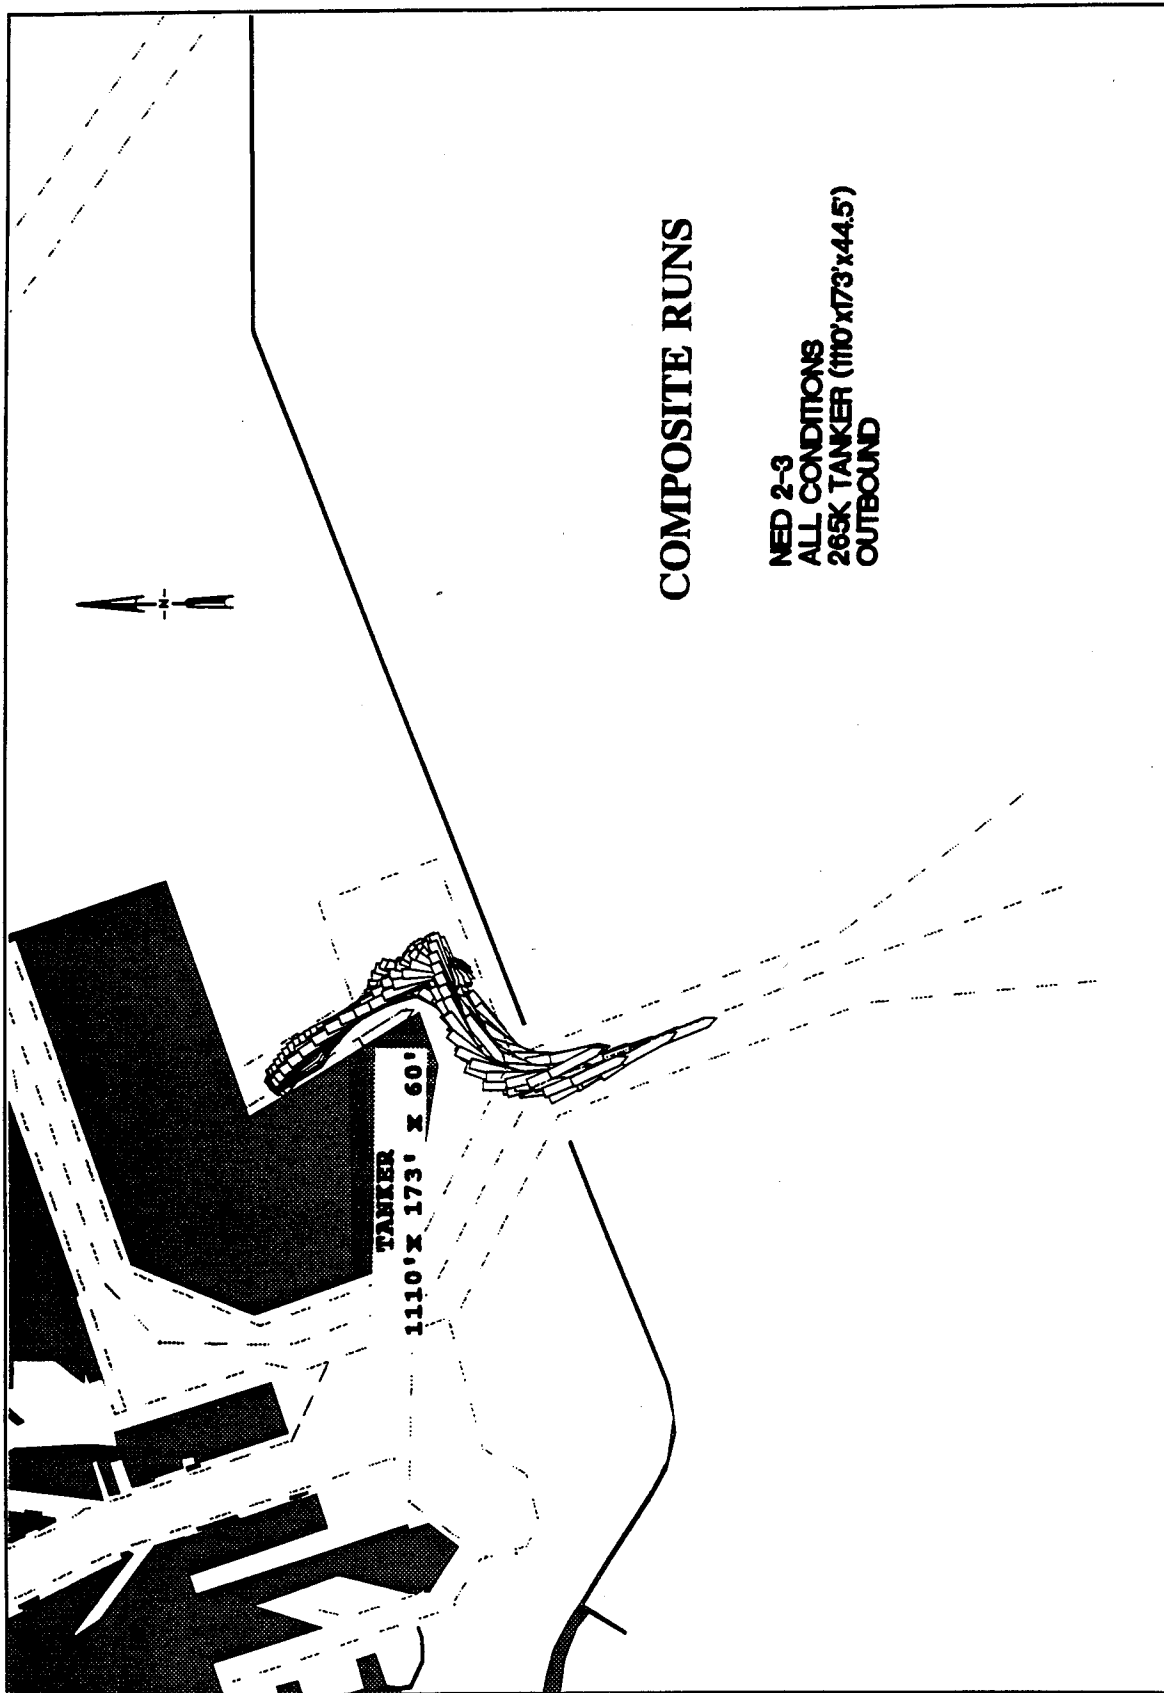 COMPOSITE RUNS
NED 2-3
ALL CONDITIONS
265K TANKER (1110'x173'x44.5')
OUTBOUND
TANKER
1110'X 173' X 60'
N